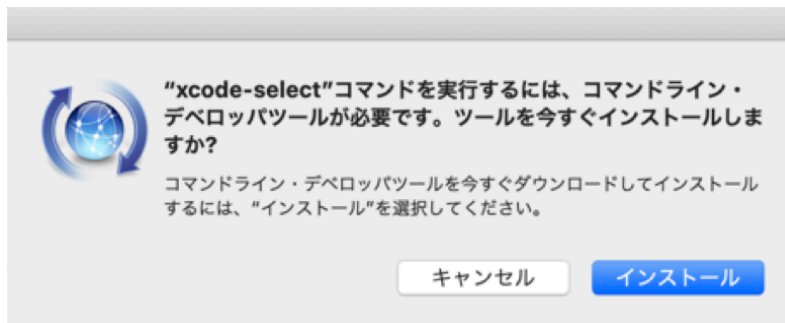 “xcode-select”コマンドを実行するには、コマンドライン・
デベロッパツールが必要です。ツールを今すぐインストールしま
すか?
コマンドライン・デベロッパツールを今すぐダウンロードしてインストール
するには、“インストール”を選択してください。
キャンセル
インストール